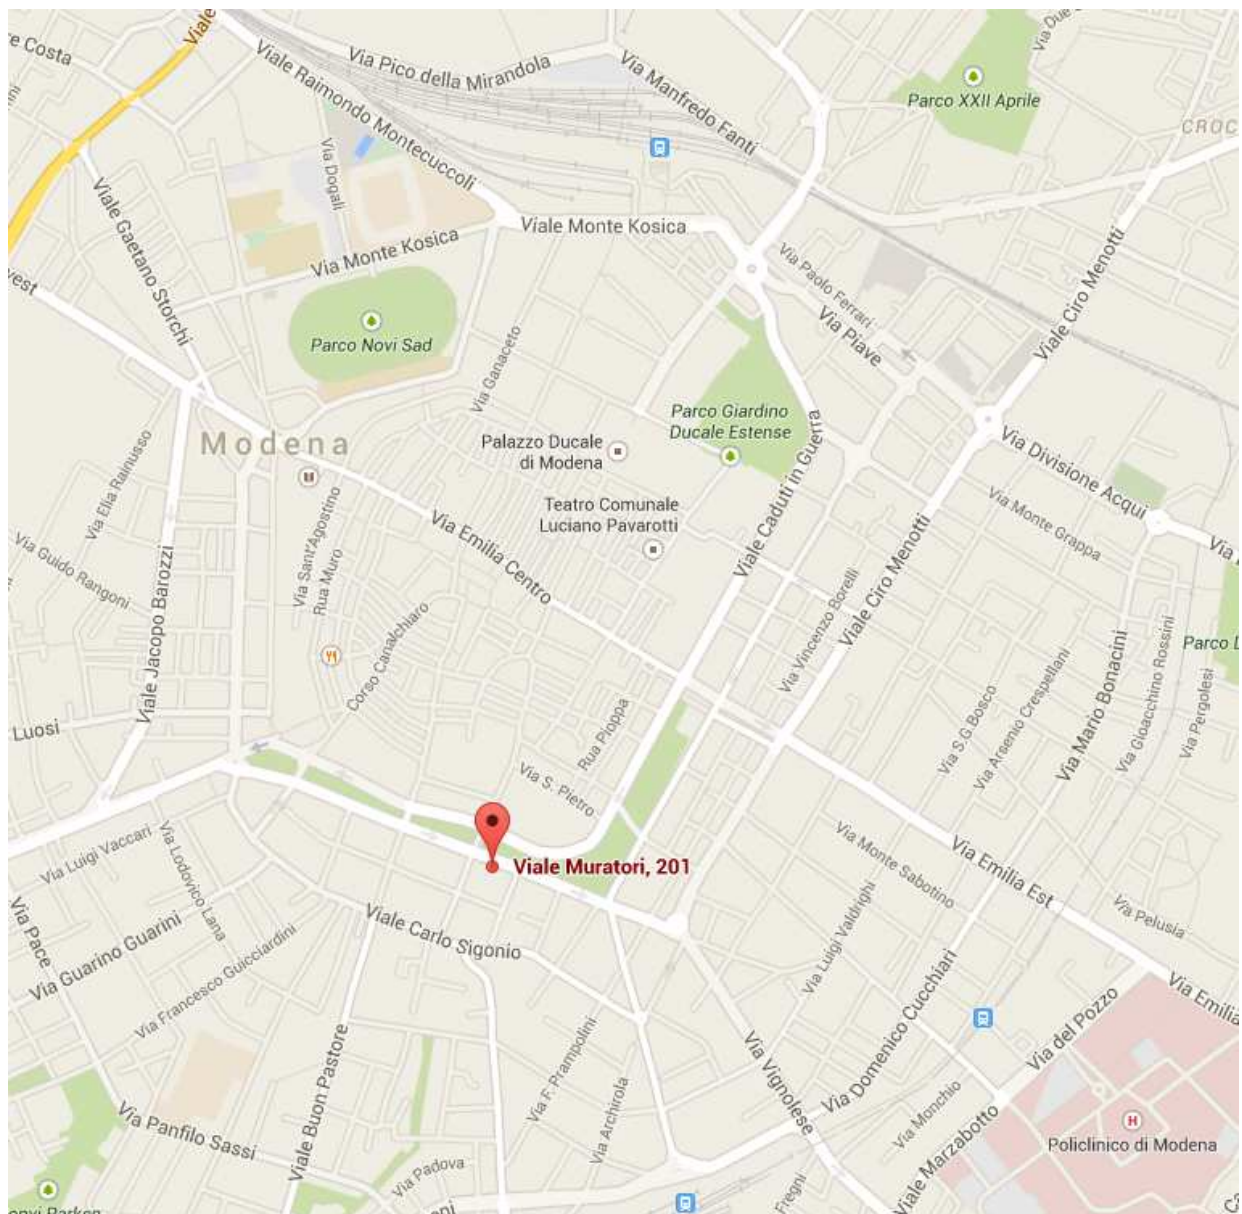 Viale
e Costa
Viale Raimondo Montecuccoli
Via Pico della Mirandola
Via Manfredo Fanti
Via Due
Parco XXII Aprile
CROC
Via Dogali
Viale Gaetano Storchi
Via Monte Kosica
Viale Monte Kosica
Via Paolo Ferrari
Via Piave
Viale Ciro Menotti
vest
Parco Novi Sad
Via Ganaceto
Parco Giardino
Ducale Estense
Modena
Palazzo Ducale
di Modena
Teatro Comunale
Luciano Pavarotti
Via Divisione Acqui
Via Elia Rainusso
Via Sant'Agostino
Rua Muro
Via Emilia Centro
Viale Caduti in Guerra
Via Monte Grappa
Via Guido Rangoni
Viale Jacopo Barozzi
Corso Canalchiaro
Via Vincenzo Borelli
Viale Ciro Menotti
Parco
Luosi
Rua Pioppa
Via S.G.Bosco
Via Arsenio Crespellani
Via Mario Bonacini
Via Gioacchino Rossini
Via Pergolesi
Via S. Pietro
Viale Muratori, 201
Via Luigi Vaccari
Via Lodovico Lana
Via Monte Sabotino
Via Emilia Est
Via Pace
Via Guarino Guarini
Via Francesco Guicciardini
Viale Carlo Sigonio
Via Luigi Valdrighi
Via Pelusia
Via Emilia
Via del Pozzo
Via Domenico Cucchiari
Viale Buon Pastore
Via F. Prampolini
Via Archirola
Via Vignolese
Via Monchio
Viale Marzabotto
H
Policlinico di Modena
Via Panfilo Sassi
Via Padova
Fregni